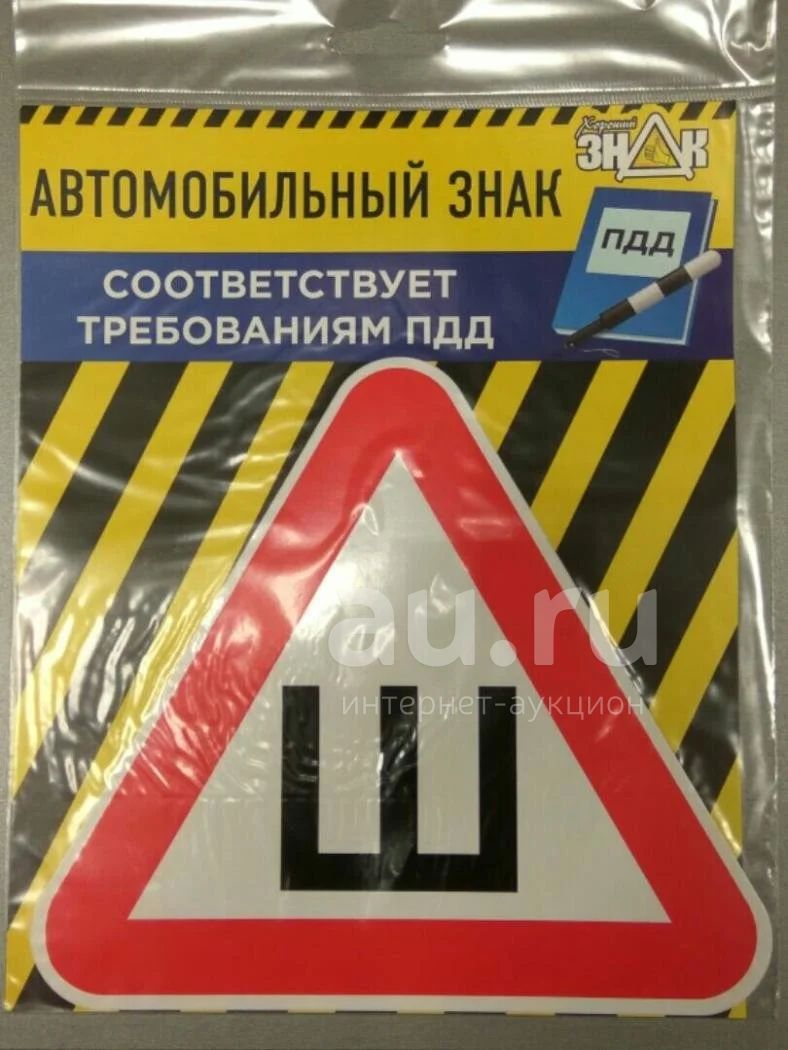 Хороший
ЗНАК
АВТОМОБИЛЬНЫЙ ЗНАК
ПДД
СООТВЕТСТВУЕТ
ТРЕБОВАНИЯМ ПДД
au.ru
интернет-аукцион
Ш